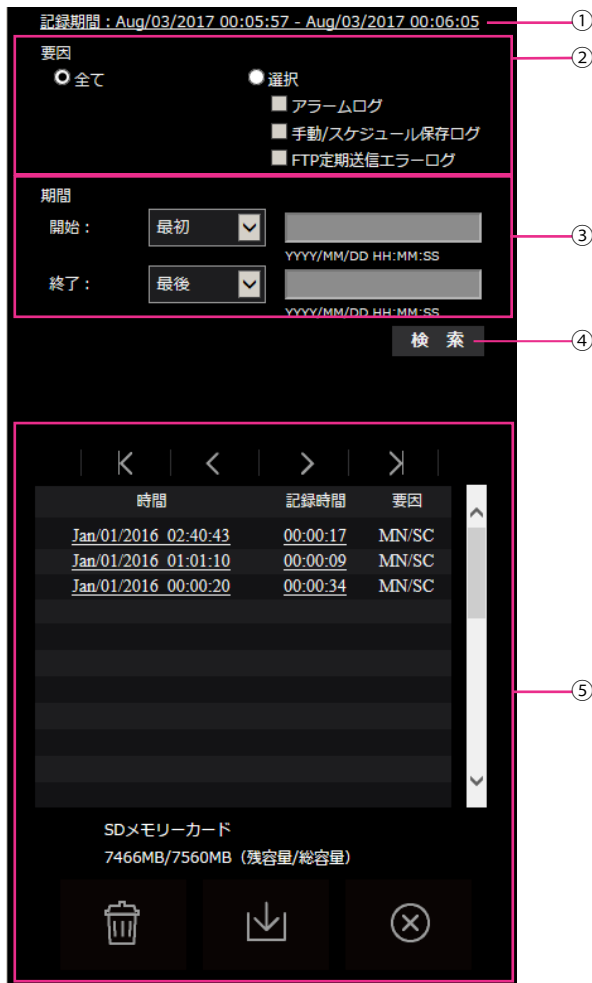 記録期間 : Aug/03/2017 00:05:57 - Aug/03/2017 00:06:05
①
要因
②
全て
選択
アラームログ
手動/スケジュール保存ログ
FTP定期送信エラーログ
期間
開始：
最初
③
YYYY/MM/DD HH:MM:SS
終了：
最後
YYYY/MM/DD HH:MM:SS
検 索
④
時間 記録時間 要因
Jan/01/2016 02:40:43 00:00:17 MN/SC
Jan/01/2016 01:01:10 00:00:09 MN/SC
Jan/01/2016 00:00:20 00:00:34 MN/SC
⑤
SDメモリーカード
7466MB/7560MB（残容量/総容量）